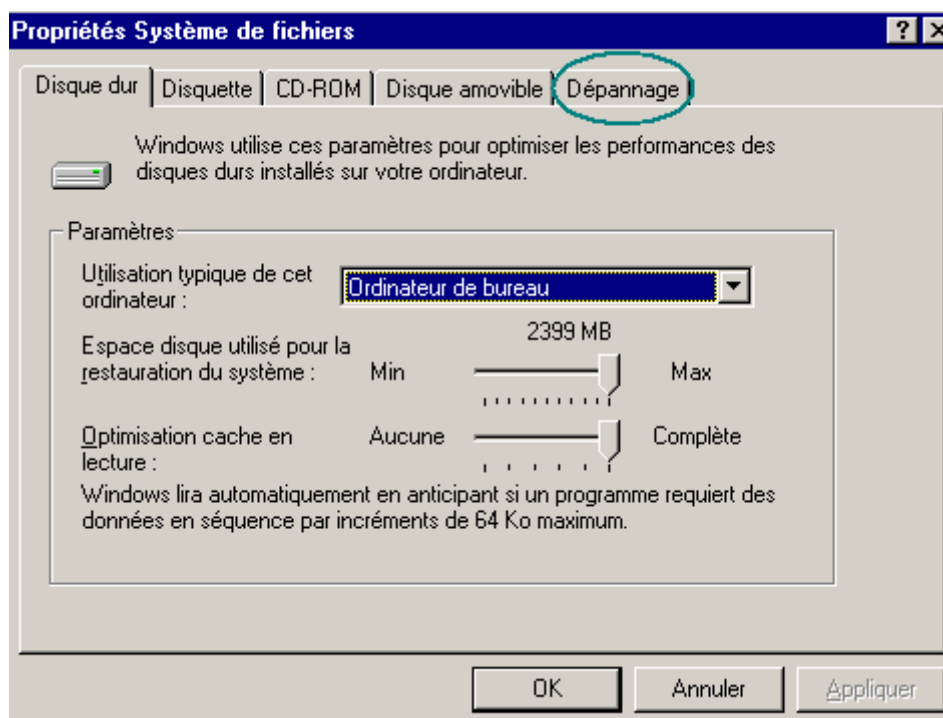 Propriétés Système de fichiers
Disque dur Disquette CD-ROM Disque amovible Dépannage
Windows utilise ces paramètres pour optimiser les performances des
disques durs installés sur votre ordinateur.
Paramètres
Utilisation typique de cet
ordinateur :
Ordinateur de bureau
2399 MB
Espace disque utilisé pour la
restauration du système :
Min Max
Optimisation cache en
lecture :
Aucune Complète
Windows lira automatiquement en anticipant si un programme requiert des
données en séquence par incréments de 64 Ko maximum.
OK Annuler Appliquer